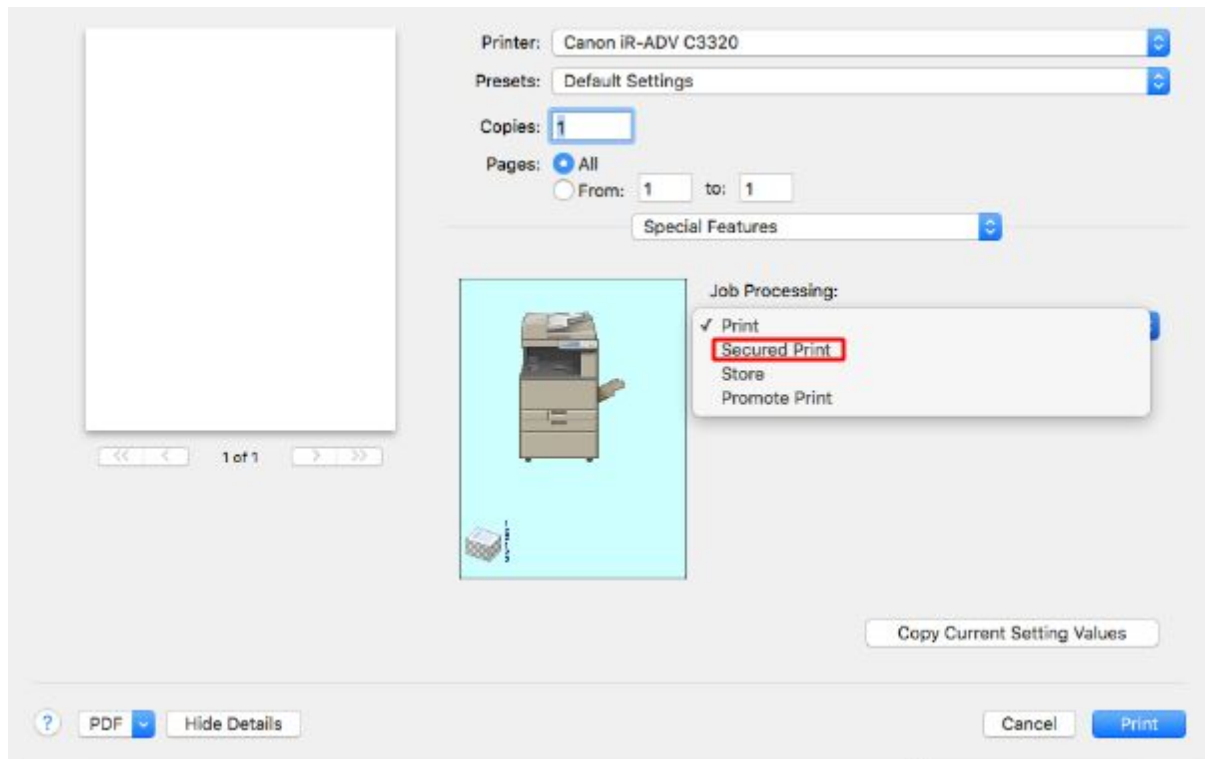 Printer: Canon iR-ADV C3320
Presets: Default Settings
Copies: 1
Pages: All
From: 1 to: 1
Special Features
Job Processing:
✓ Print
Secured Print
Store
Promote Print
<< < 1 of 1 > >>
Copy Current Setting Values
? PDF Hide Details Cancel Print